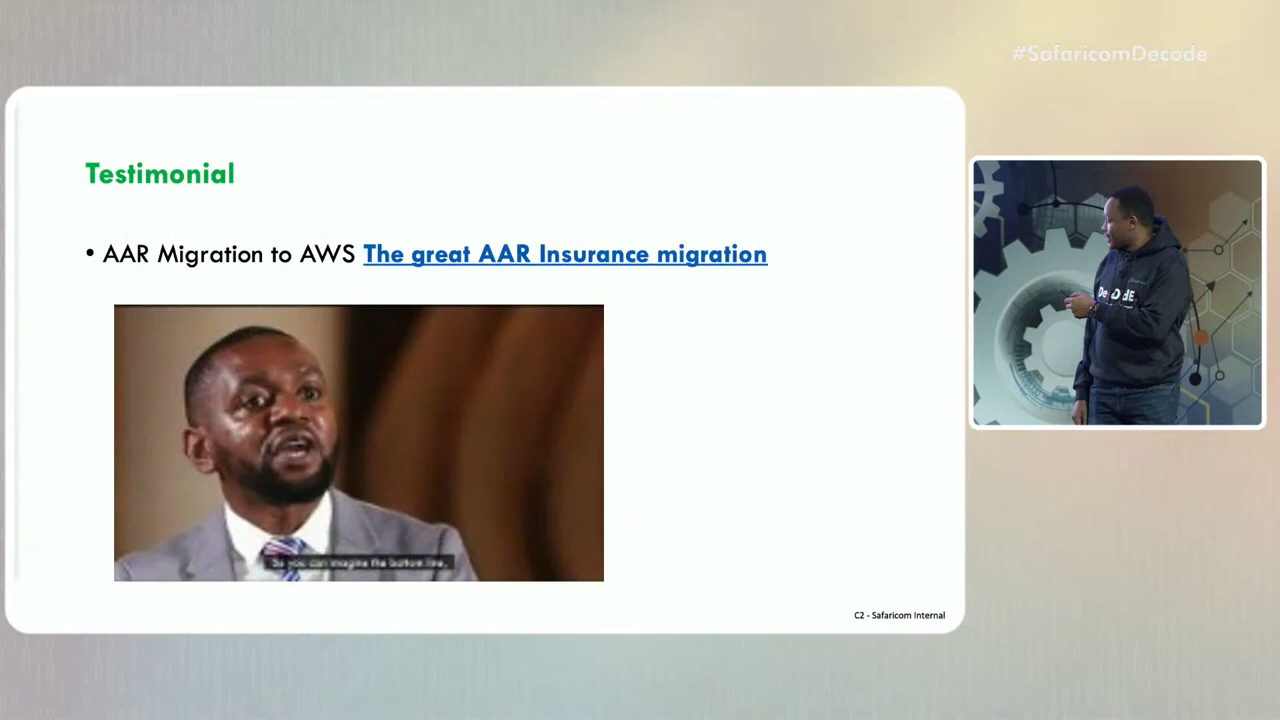 #SafaricomDecode
Testimonial
• AAR Migration to AWS The great AAR Insurance migration
DeCODE
So you can imagine the bottom line,
C2 - Safaricom Internal